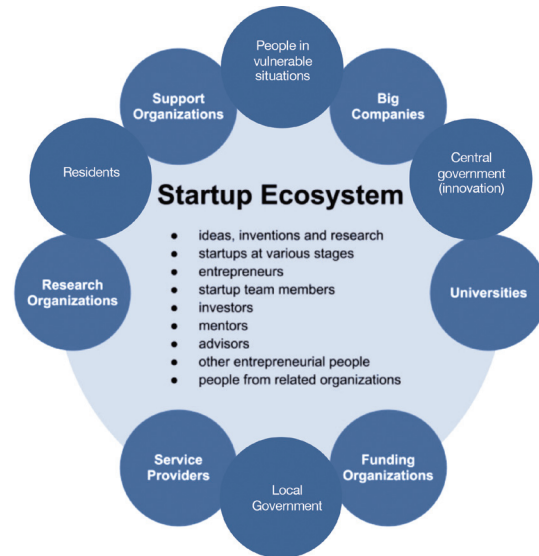 People in
vulnerable
situations
Support
Organizations
Big
Companies
Residents
Central
government
(innovation)
Startup Ecosystem
• ideas, inventions and research
• startups at various stages
• entrepreneurs
• startup team members
• investors
• mentors
• advisors
• other entrepreneurial people
• people from related organizations
Research
Organizations
Universities
Service
Providers
Local
Government
Funding
Organizations